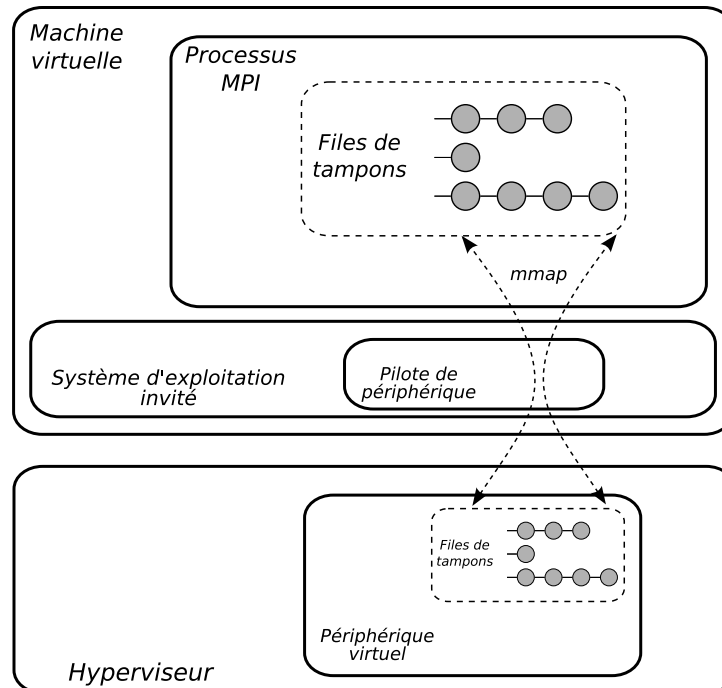 Machine
virtuelle
Processus
MPI
Files de
tampons
mmap
Système d'exploitation
invité
Pilote de
périphérique
Files de
tampons
Périphérique
virtuel
Hyperviseur